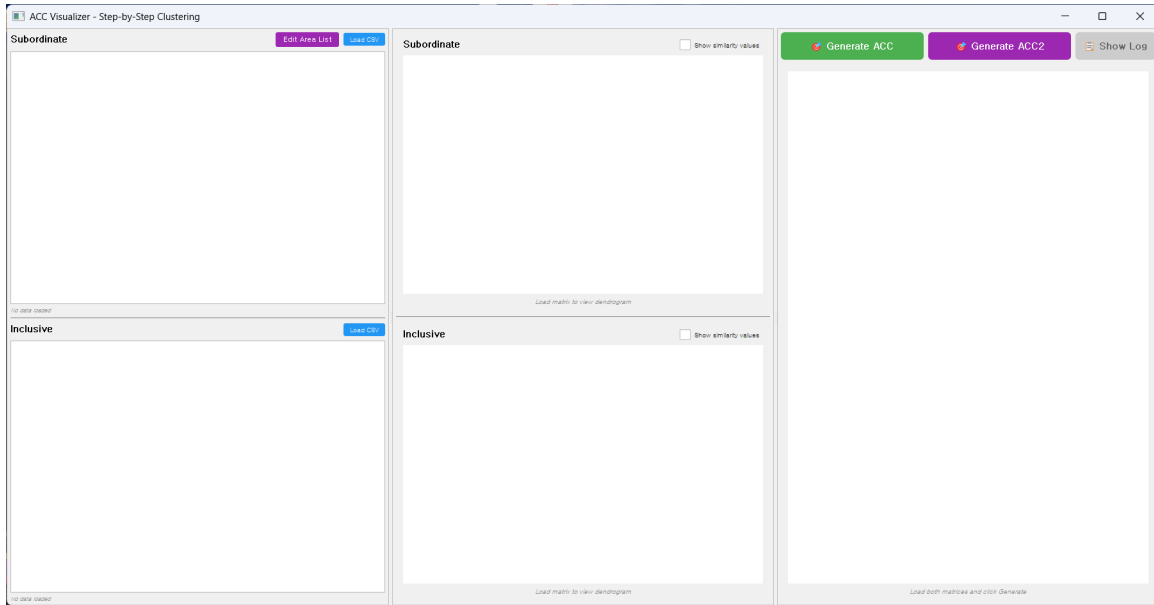 ACC Visualizer - Step-by-Step Clustering
Subordinate
Edit Area List
Load CSV
No data loaded
Inclusive
Load CSV
No data loaded
Subordinate
Show similarity values
Load matrix to view dendrogram
Inclusive
Show similarity values
Load matrix to view dendrogram
Generate ACC
Generate ACC2
Show Log
Load both matrices and click Generate